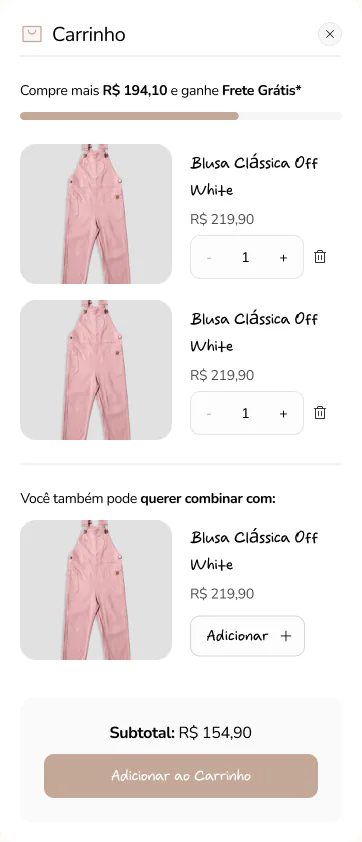 Carrinho
Compre mais R$ 194,10 e ganhe Frete Grátis*
Blusa Clássica Off
White
R$ 219,90
- 1 +
Blusa Clássica Off
White
R$ 219,90
- 1 +
Você também pode querer combinar com:
Blusa Clássica Off
White
R$ 219,90
Adicionar +
Subtotal: R$ 154,90
Adicionar ao Carrinho